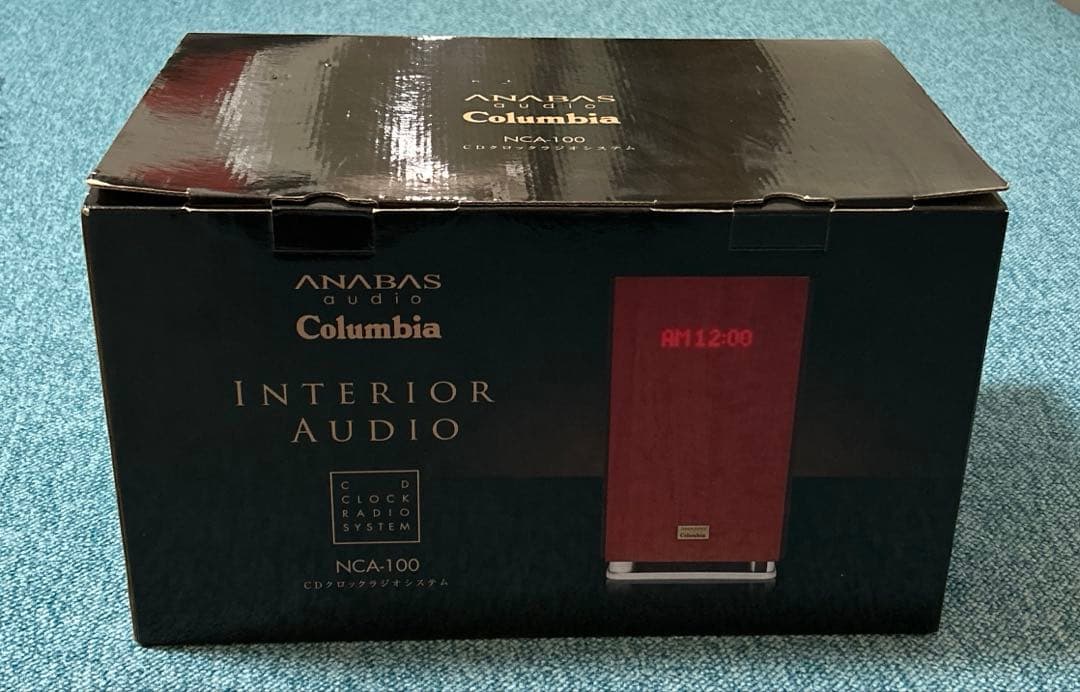 ANABAS
audio
Columbia
NCA-100
CDクロックラジオシステム
ANABAS
audio
Columbia
INTERIOR
AUDIO
CD
CLOCK
RADIO
SYSTEM
NCA-100
CDクロックラジオシステム
AM12:00
Columbia